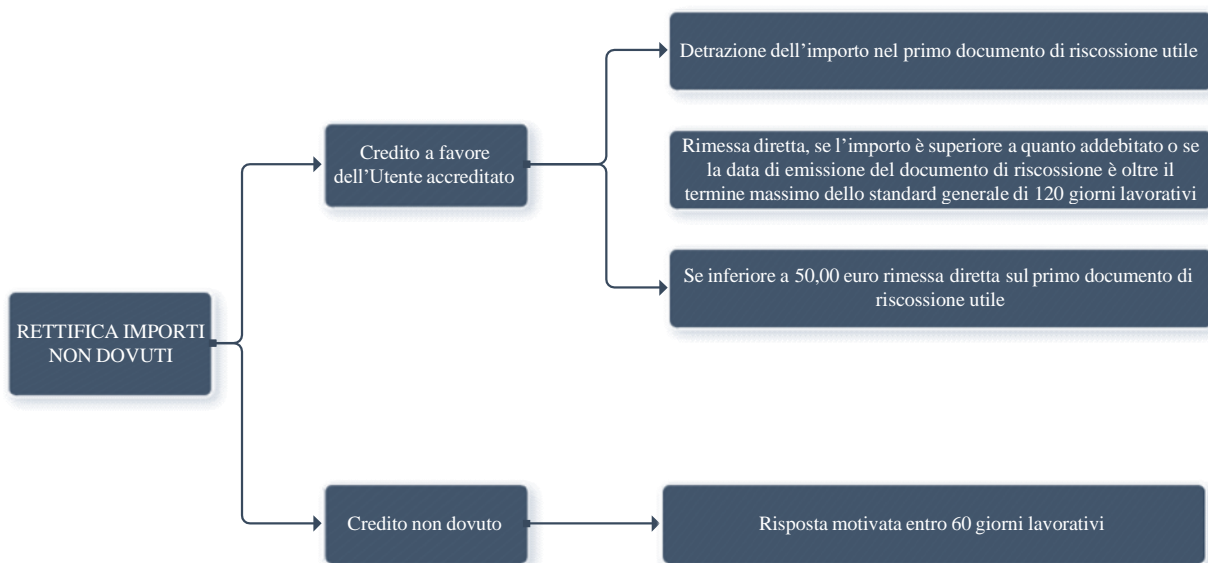 Detrazione dell’importo nel primo documento di riscossione utile
Credito a favore
dell’Utente accreditato
Rimessa diretta, se l’importo è superiore a quanto addebitato o se
la data di emissione del documento di riscossione è oltre il
termine massimo dello standard generale di 120 giorni lavorativi
Se inferiore a 50,00 euro rimessa diretta sul primo documento di
riscossione utile
RETTIFICA IMPORTI
NON DOVUTI
Credito non dovuto
Risposta motivata entro 60 giorni lavorativi